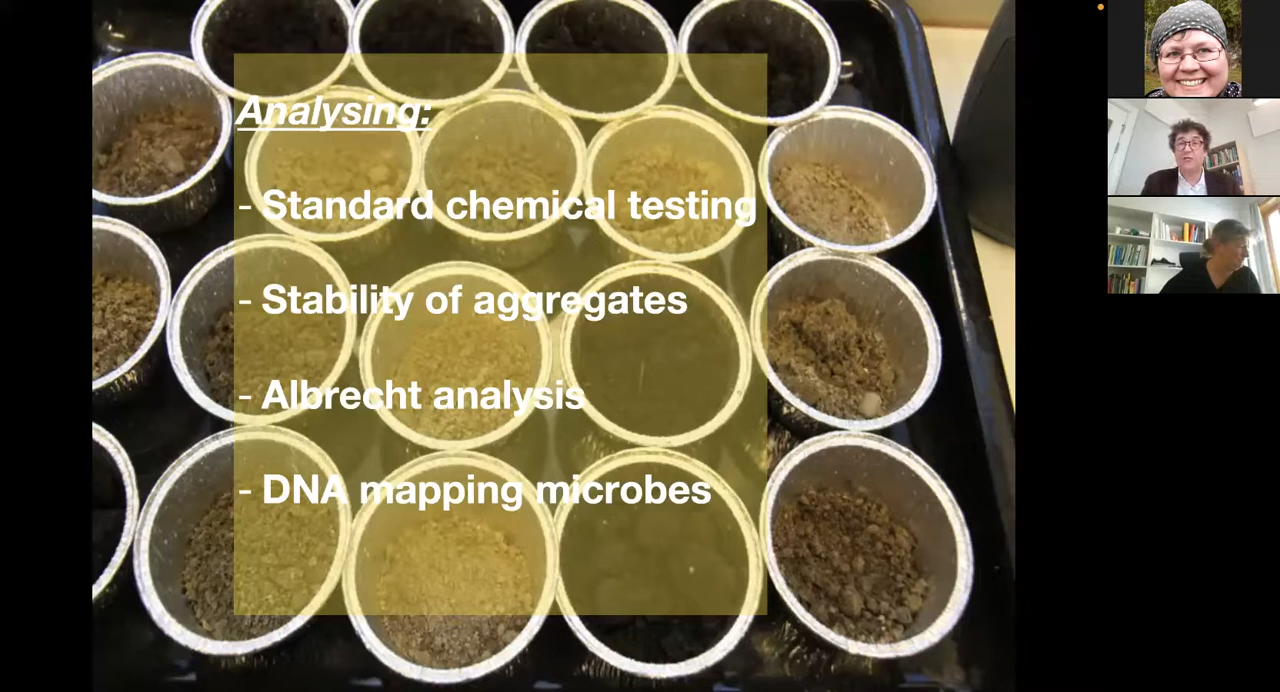 Analysing:
- Standard chemical testing
- Stability of aggregates
- Albrecht analysis
- DNA mapping microbes